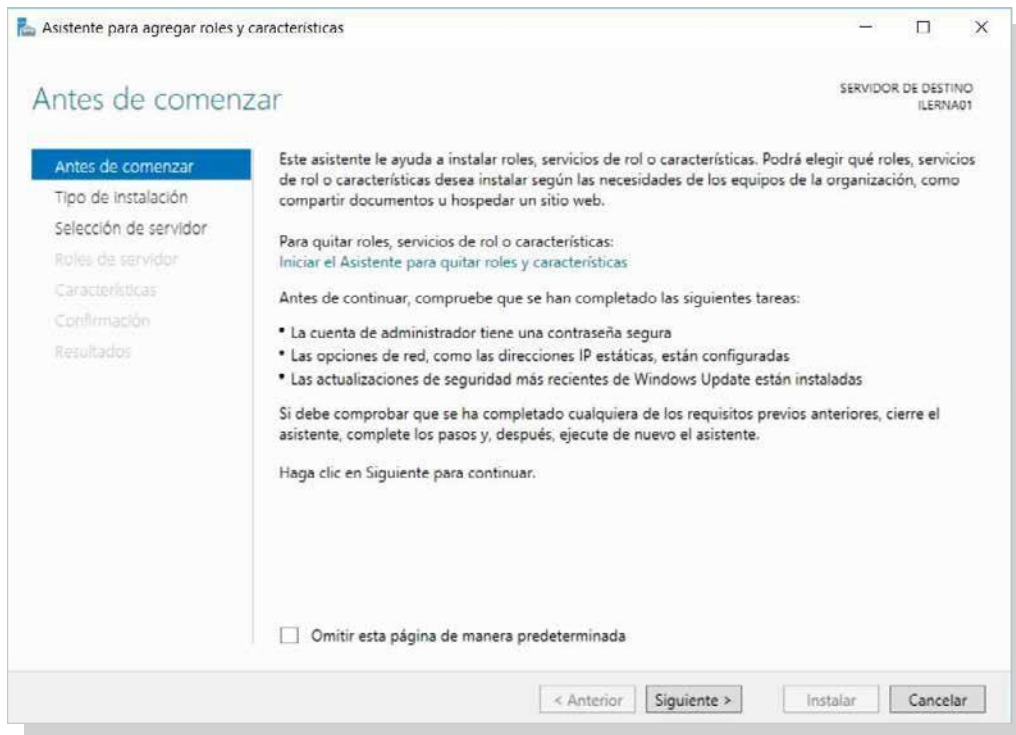 Asistente para agregar roles y características
Antes de comenzar
SERVIDOR DE DESTINO
ILERNA01
Antes de comenzar
Tipo de instalación
Selección de servidor
Roles de servidor
Características
Confirmación
Resultados
Este asistente le ayuda a instalar roles, servicios de rol o características. Podrá elegir qué roles, servicios
de rol o características desea instalar según las necesidades de los equipos de la organización, como
compartir documentos u hospedar un sitio web.
Para quitar roles, servicios de rol o características:
Iniciar el Asistente para quitar roles y características
Antes de continuar, compruebe que se han completado las siguientes tareas:
• La cuenta de administrador tiene una contraseña segura
• Las opciones de red, como las direcciones IP estáticas, están configuradas
• Las actualizaciones de seguridad más recientes de Windows Update están instaladas
Si debe comprobar que se ha completado cualquiera de los requisitos previos anteriores, cierre el
asistente, complete los pasos y, después, ejecute de nuevo el asistente.
Haga clic en Siguiente para continuar.
Omitir esta página de manera predeterminada
< Anterior Siguiente > Instalar Cancelar